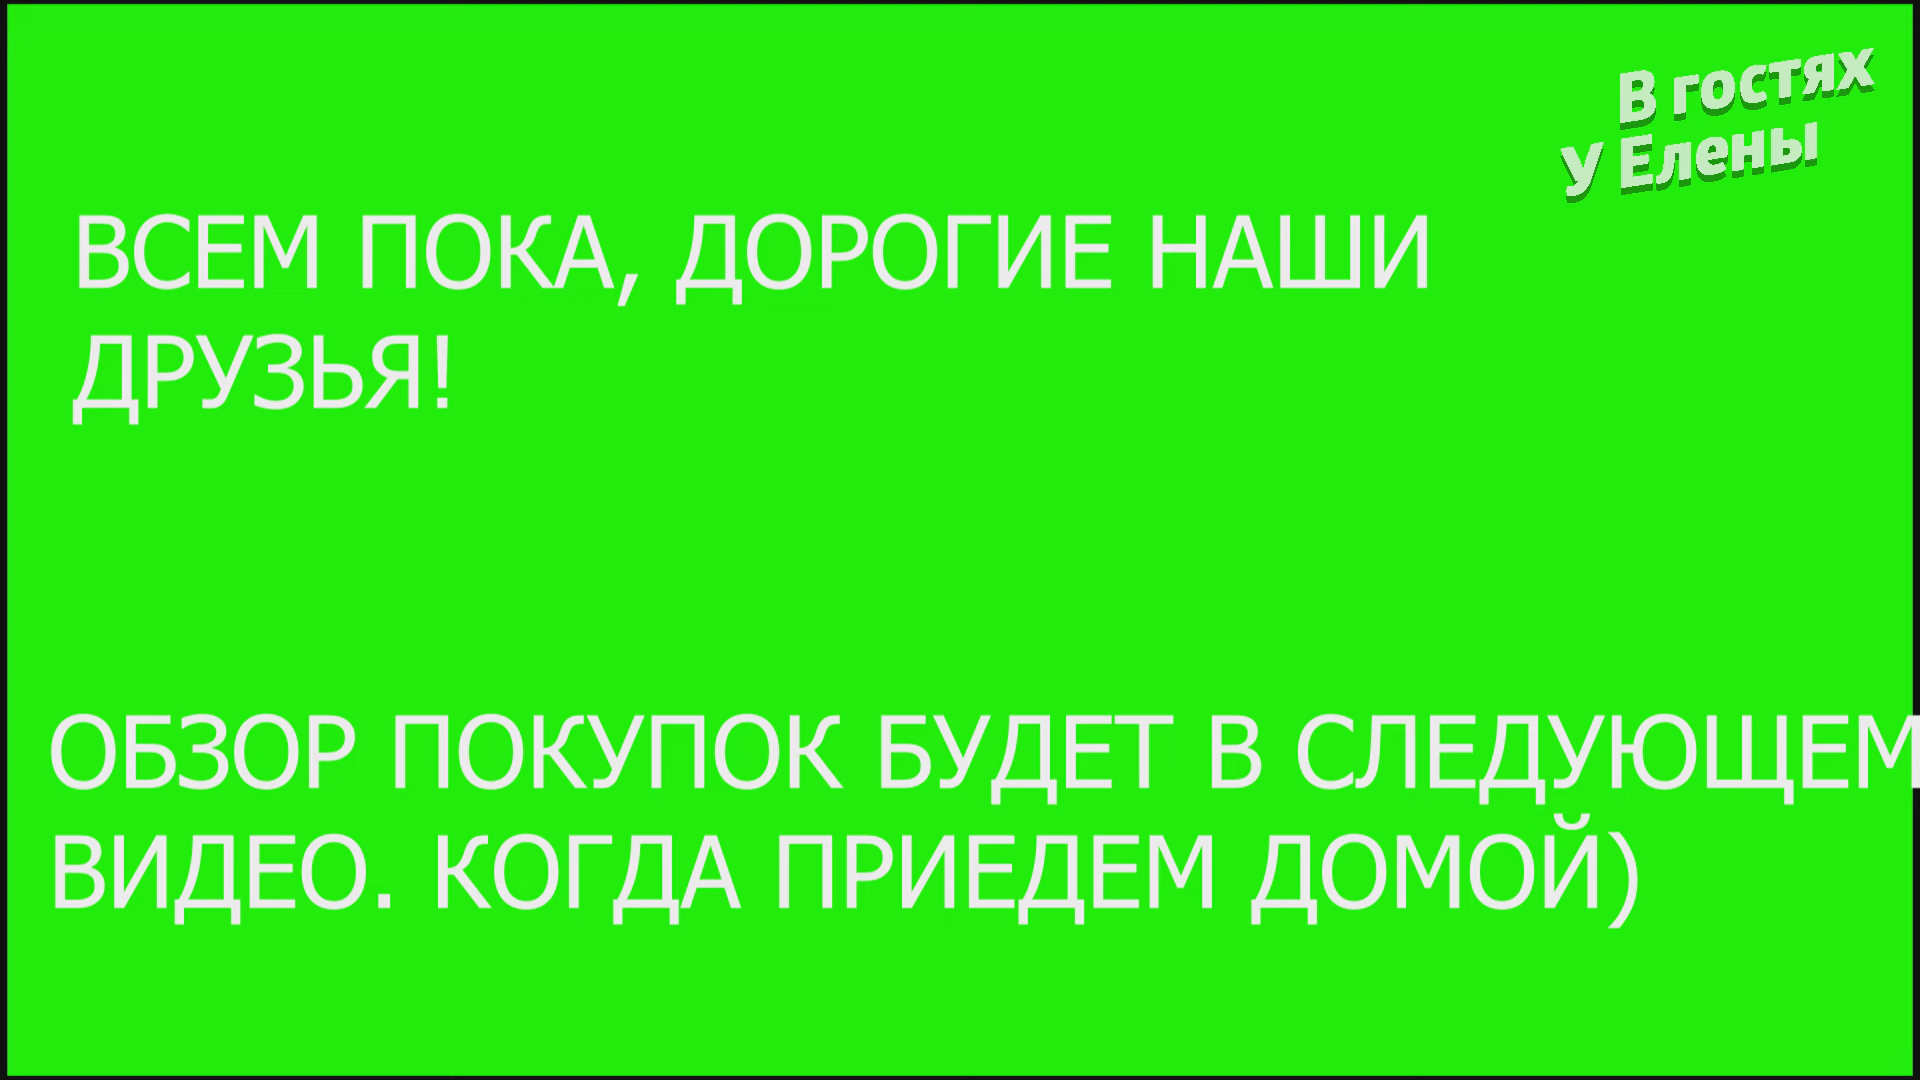 В гостях
У Елены
ВСЕМ ПОКА, ДОРОГИЕ НАШИ
ДРУЗЬЯ!
ОБЗОР ПОКУПОК БУДЕТ В СЛЕДУЮЩЕМ
ВИДЕО. КОГДА ПРИЕДЕМ ДОМОЙ)